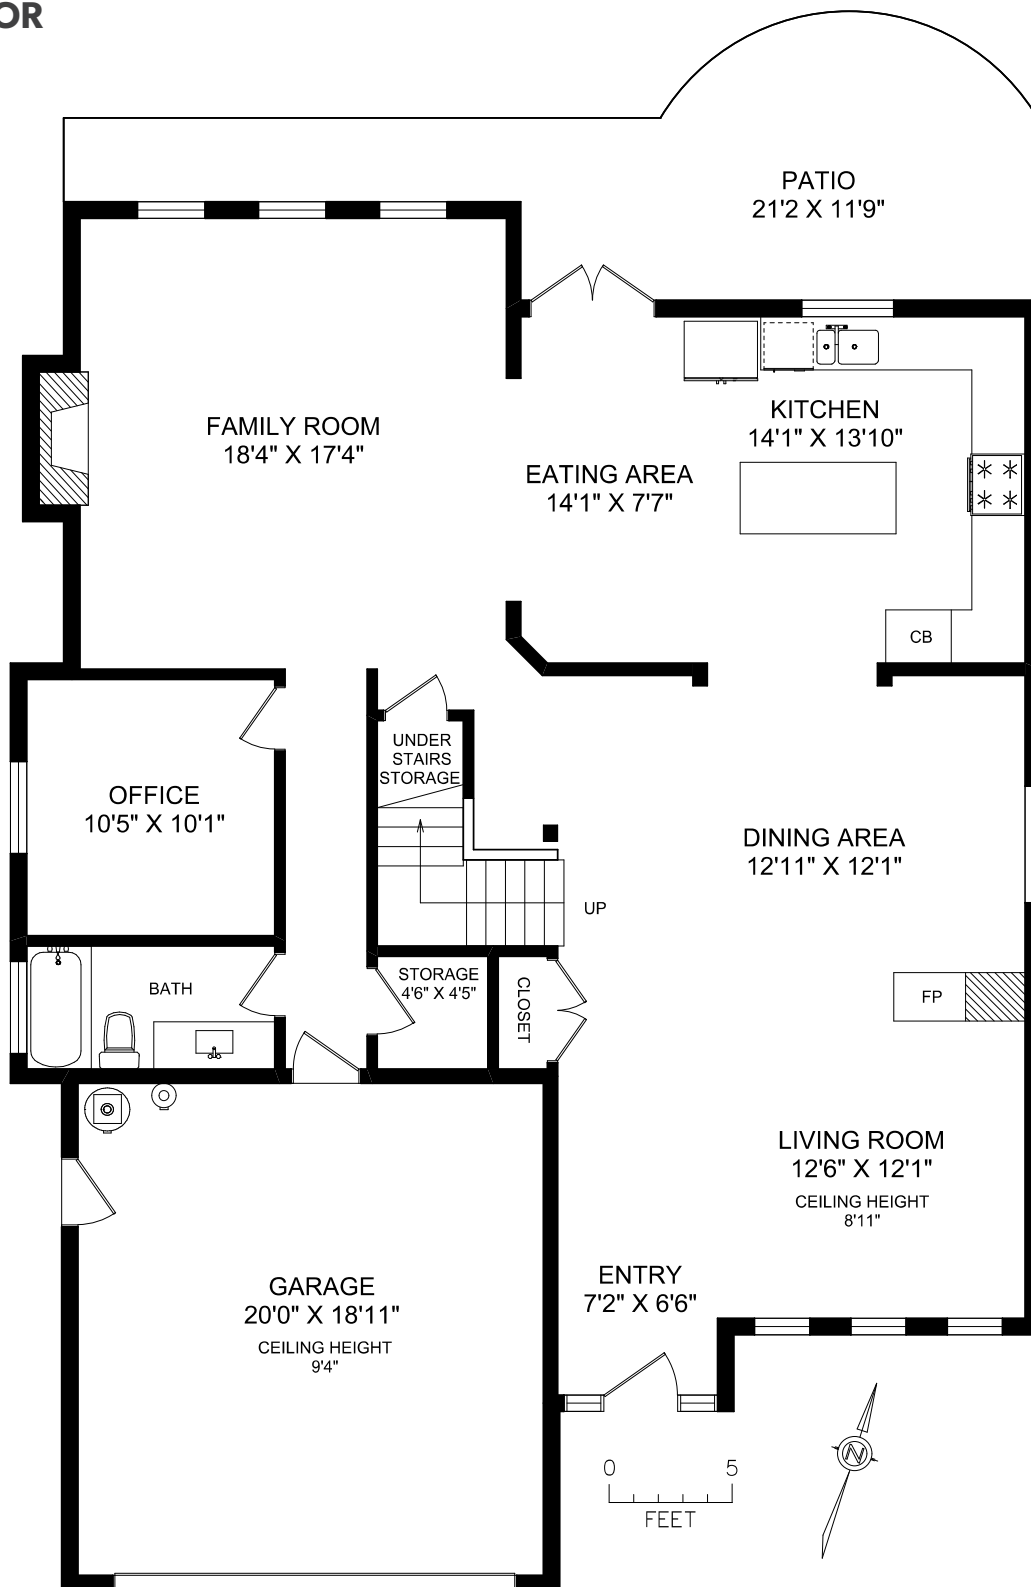 OR
PATIO
21'2 X 11'9"
FAMILY ROOM
18'4" X 17'4"
KITCHEN
14'1" X 13'10"
EATING AREA
14'1" X 7'7"
CB
UNDER
STAIRS
STORAGE
OFFICE
10'5" X 10'1"
DINING AREA
12'11" X 12'1"
UP
BATH
STORAGE
4'6" X 4'5"
CLOSET
FP
LIVING ROOM
12'6" X 12'1"
CEILING HEIGHT
8'11"
ENTRY
7'2" X 6'6"
GARAGE
20'0" X 18'11"
CEILING HEIGHT
9'4"
N
0 5
FEET